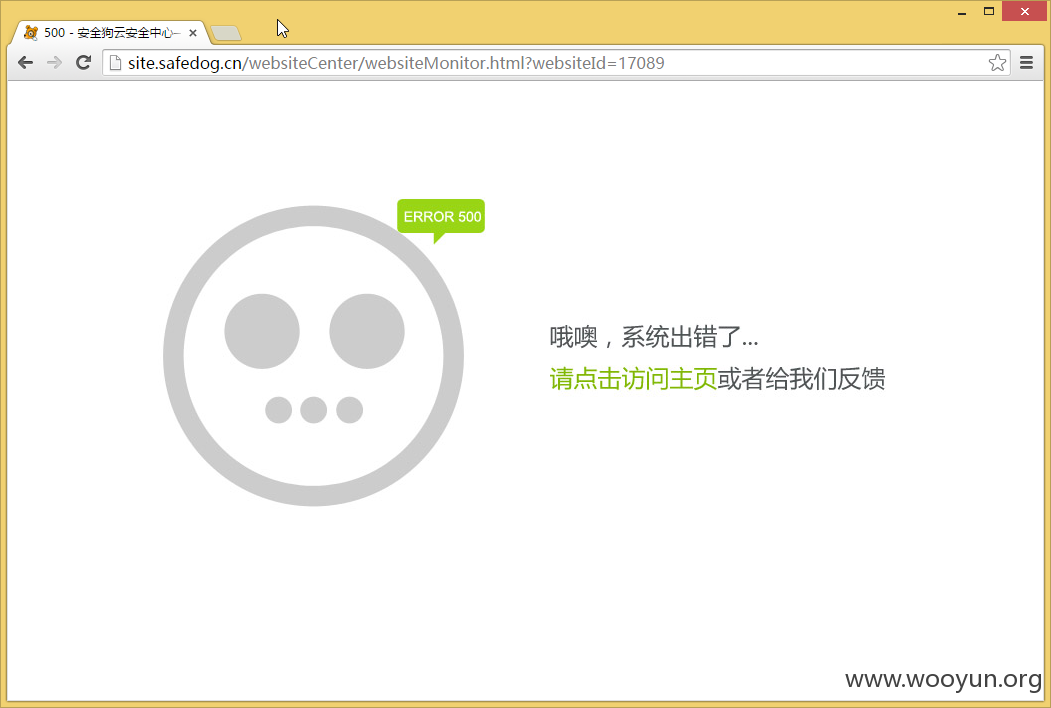 500 - 安全狗云安全中心–
site.safedog.cn/websiteCenter/websiteMonitor.html?websiteId=17089
ERROR 500
哦噢，系统出错了...
请点击访问主页或者给我们反馈
www.wooyun.org